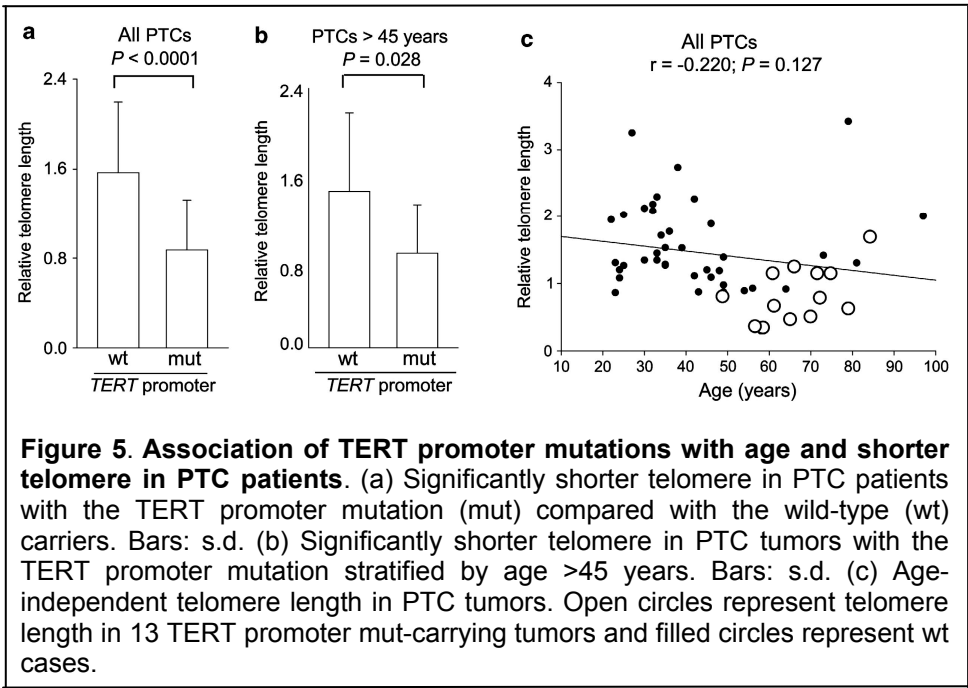 a
All PTCs
P < 0.0001
2.4
1.6
0.8
0.0
Relative telomere length
wt mut
TERT promoter
b
PTCs > 45 years
P = 0.028
2.4
1.6
0.8
0.0
Relative telomere length
wt mut
TERT promoter
c
All PTCs
r = -0.220; P = 0.127
4
3
2
1
0
Relative telomere length
10 20 30 40 50 60 70 80 90 100
Age (years)
Figure 5. Association of TERT promoter mutations with age and shorter
telomere in PTC patients. (a) Significantly shorter telomere in PTC patients
with the TERT promoter mutation (mut) compared with the wild-type (wt)
carriers. Bars: s.d. (b) Significantly shorter telomere in PTC tumors with the
TERT promoter mutation stratified by age >45 years. Bars: s.d. (c) Age-
independent telomere length in PTC tumors. Open circles represent telomere
length in 13 TERT promoter mut-carrying tumors and filled circles represent wt
cases.